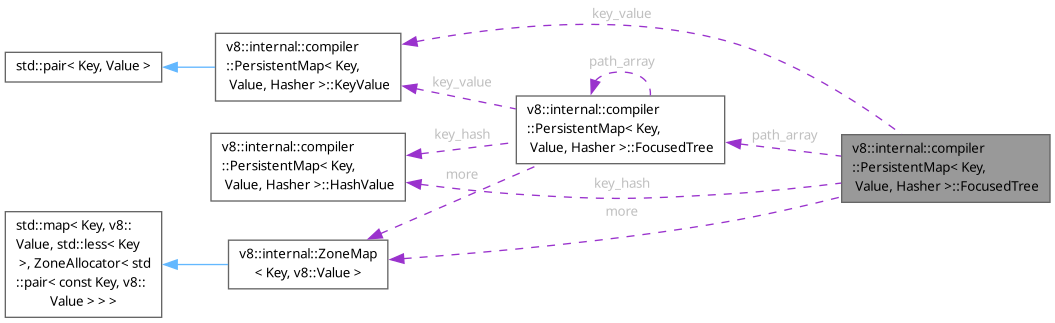 std::pair< Key, Value >
std::map< Key, v8::
Value, std::less< Key
>, ZoneAllocator< std
::pair< const Key, v8::
Value > > >
v8::internal::compiler
::PersistentMap< Key,
Value, Hasher >::KeyValue
v8::internal::compiler
::PersistentMap< Key,
Value, Hasher >::HashValue
v8::internal::ZoneMap
< Key, v8::Value >
key_value
key_value
key_hash
more
path_array
v8::internal::compiler
::PersistentMap< Key,
Value, Hasher >::FocusedTree
key_hash
more
path_array
v8::internal::compiler
::PersistentMap< Key,
Value, Hasher >::FocusedTree